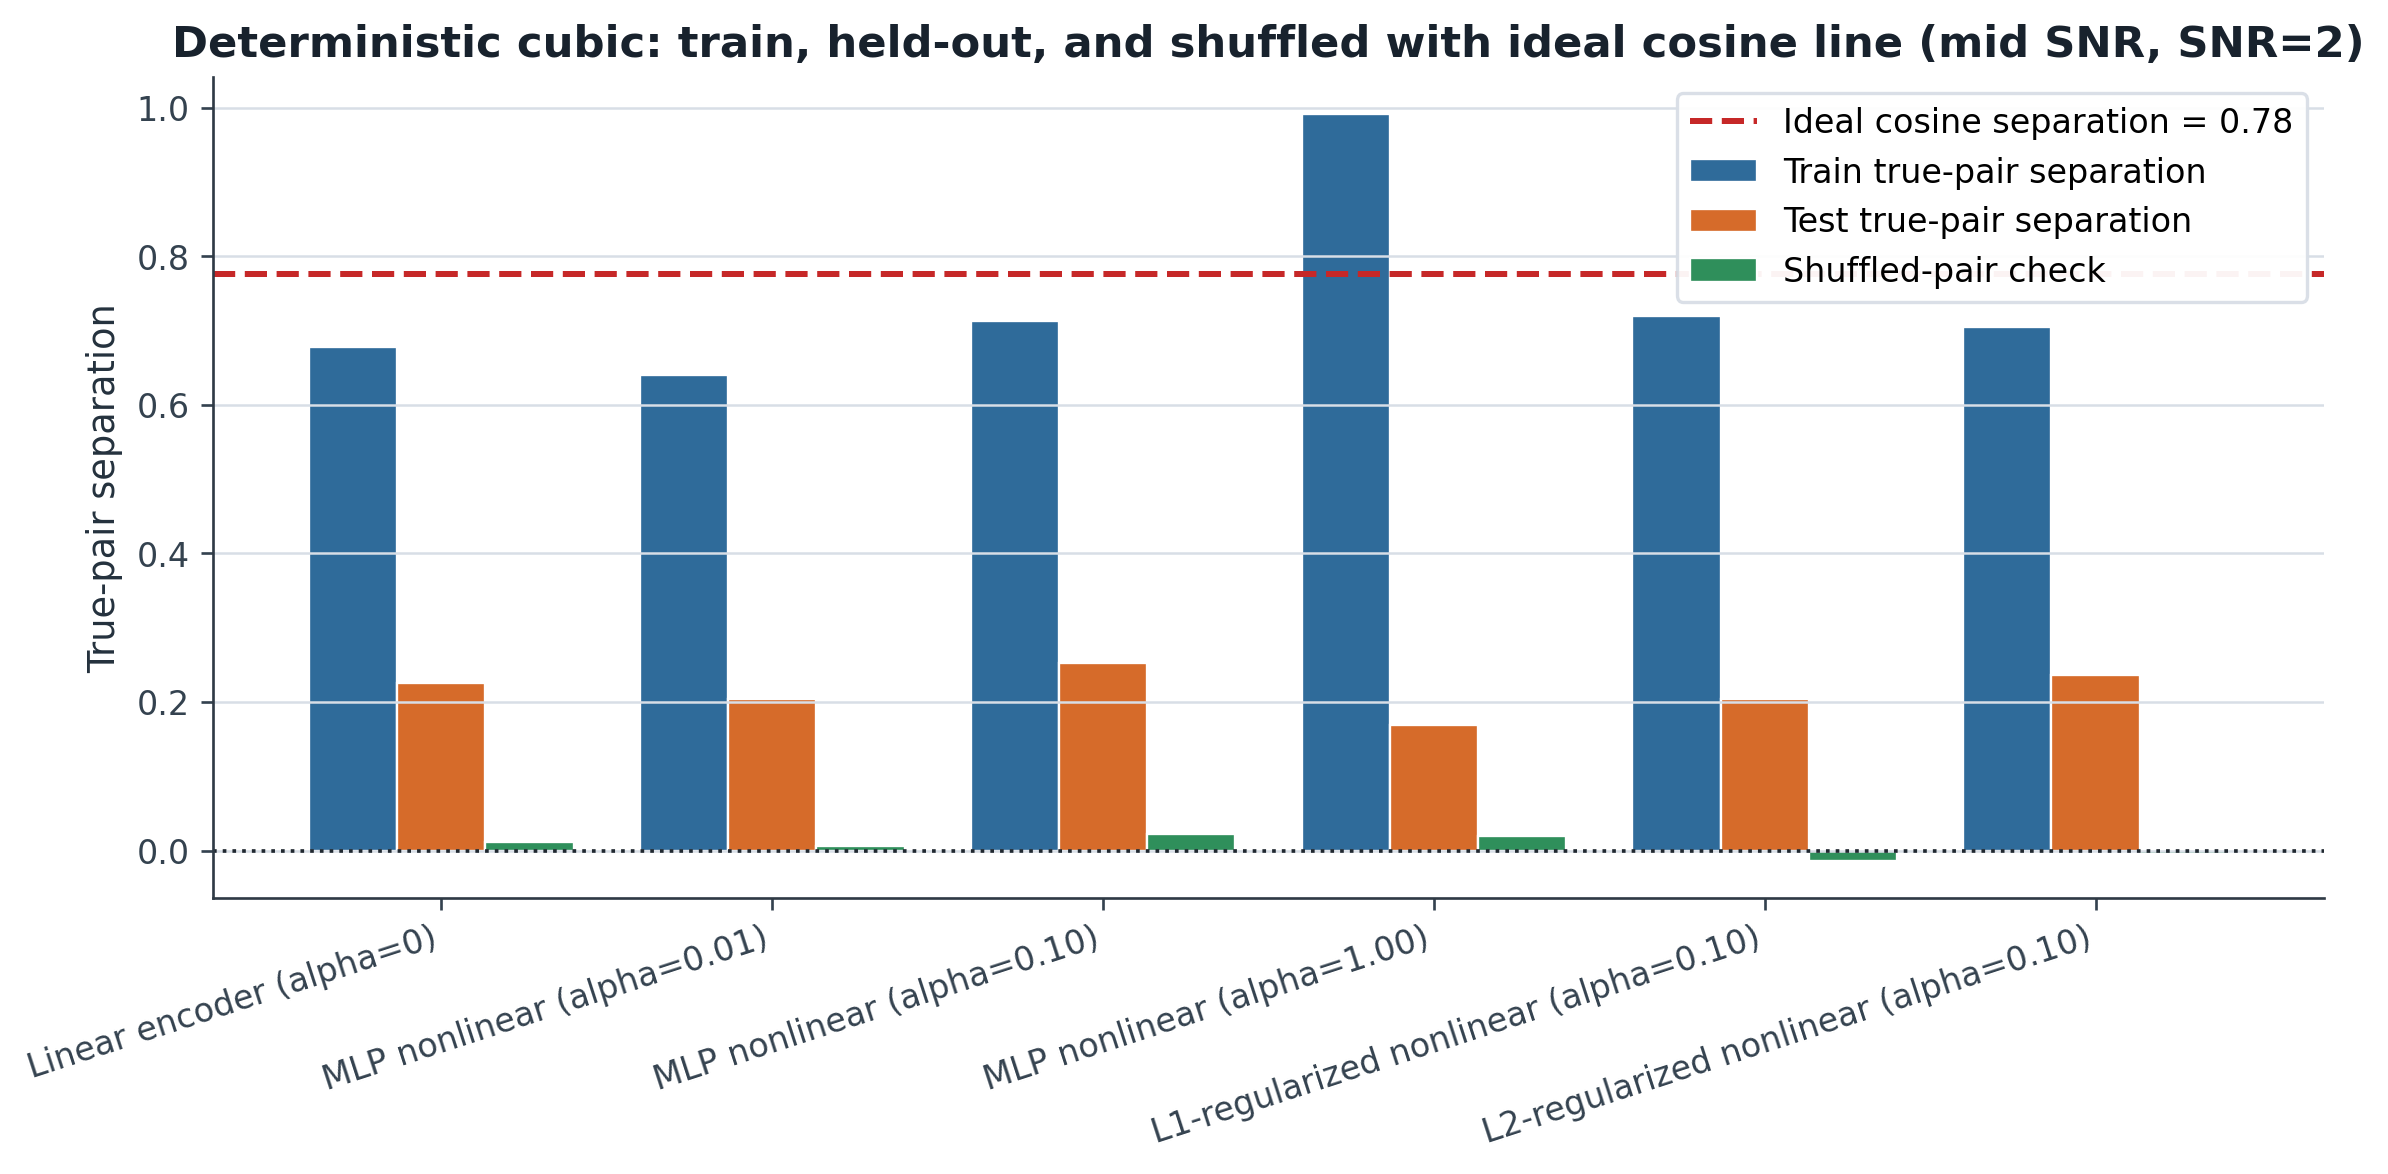 Deterministic cubic: train, held-out, and shuffled with ideal cosine line (mid SNR, SNR=2)
Ideal cosine separation = 0.78
Train true-pair separation
Test true-pair separation
Shuffled-pair check
True-pair separation
1.0
0.8
0.6
0.4
0.2
0.0
Linear encoder (alpha=0)
MLP nonlinear (alpha=0.01)
MLP nonlinear (alpha=0.10)
MLP nonlinear (alpha=1.00)
L1-regularized nonlinear (alpha=0.10)
L2-regularized nonlinear (alpha=0.10)